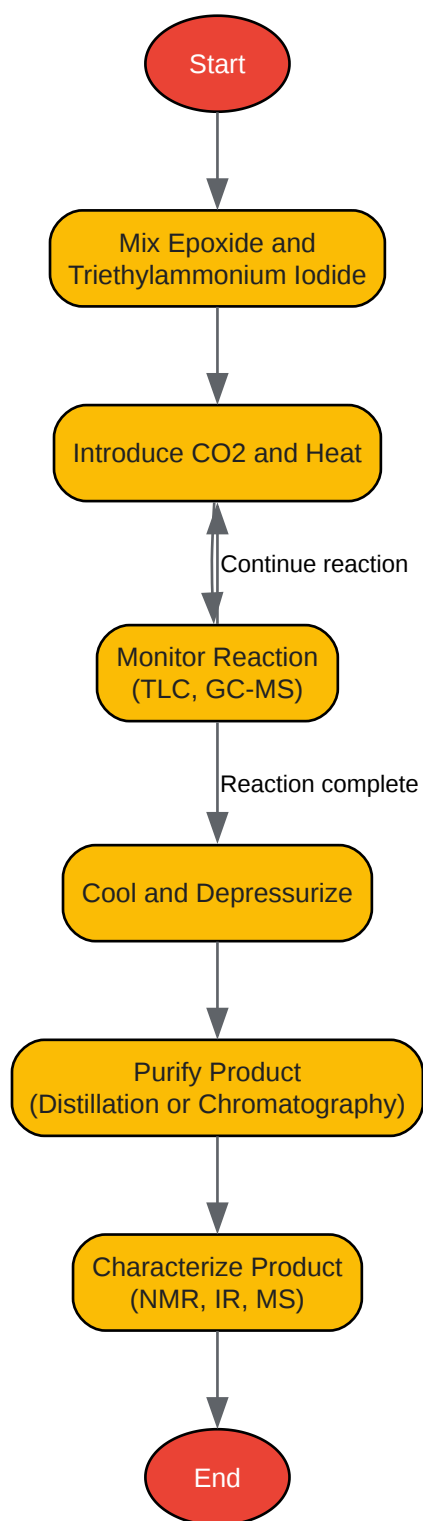 Start
Mix Epoxide and
Triethylammonium Iodide
Introduce CO2 and Heat
Continue reaction
Monitor Reaction
(TLC, GC-MS)
Reaction complete
Cool and Depressurize
Purify Product
(Distillation or Chromatography)
Characterize Product
(NMR, IR, MS)
End